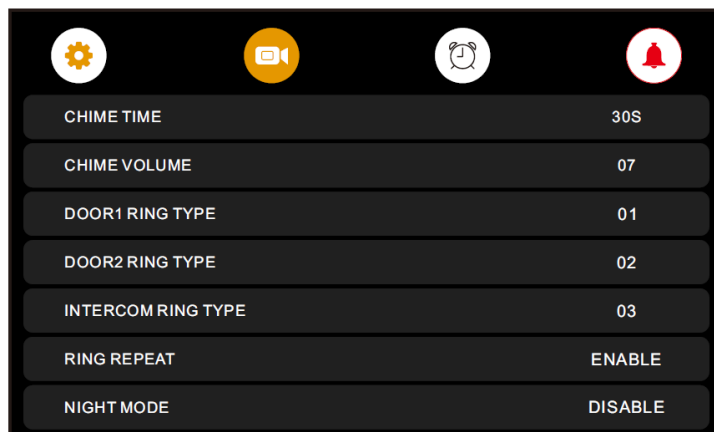 CHIME TIME 30S
CHIME VOLUME 07
DOOR1 RING TYPE 01
DOOR2 RING TYPE 02
INTERCOM RING TYPE 03
RING REPEAT ENABLE
NIGHT MODE DISABLE